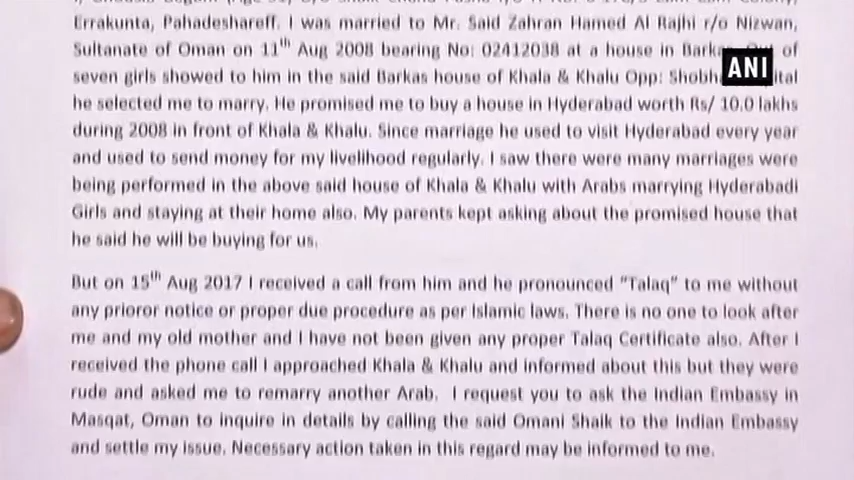 Errakunta, Pahadeshareff. I was married to Mr. Said Zahran Hamed Al Rajhi r/o Nizwan,
Sultanate of Oman on 11th Aug 2008 bearing No: 02412038 at a house in Barkas of
ANI
seven girls showed to him in the said Barkas house of Khala & Khalu Opp: Shobha
he selected me to marry. He promised me to buy a house in Hyderabad worth Rs/ 10.0 lakhs
during 2008 in front of Khala & Khalu. Since marriage he used to visit Hyderabad every year
and used to send money for my livelihood regularly. I saw there were many marriages were
being performed in the above said house of Khala & Khalu with Arabs marrying Hyderabadi
Girls and staying at their home also. My parents kept asking about the promised house that
he said he will be buying for us.
But on 15th Aug 2017 I received a call from him and he pronounced “Talaq” to me without
any prioror notice or proper due procedure as per Islamic laws. There is no one to look after
me and my old mother and I have not been given any proper Talaq Certificate also. After I
received the phone call I approached Khala & Khalu and informed about this but they were
rude and asked me to remarry another Arab. I request you to ask the Indian Embassy in
Masqat, Oman to inquire in details by calling the said Omani Shaik to the Indian Embassy
and settle my issue. Necessary action taken in this regard may be informed to me.